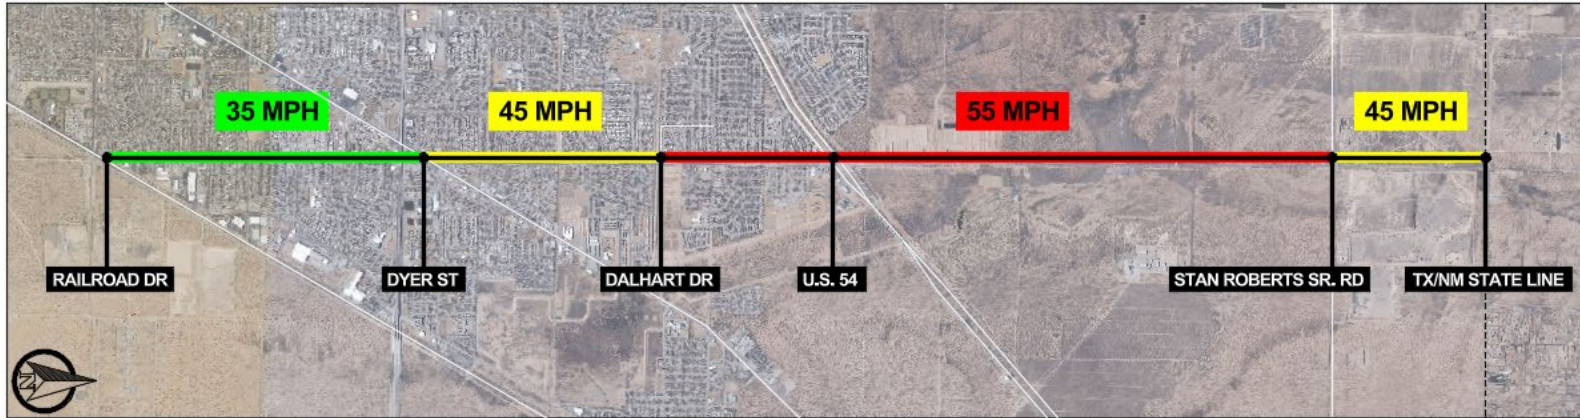 35 MPH
45 MPH
55 MPH
45 MPH
RAILROAD DR
DYER ST
DALHART DR
U.S. 54
STAN ROBERTS SR. RD
TX/NM STATE LINE
N